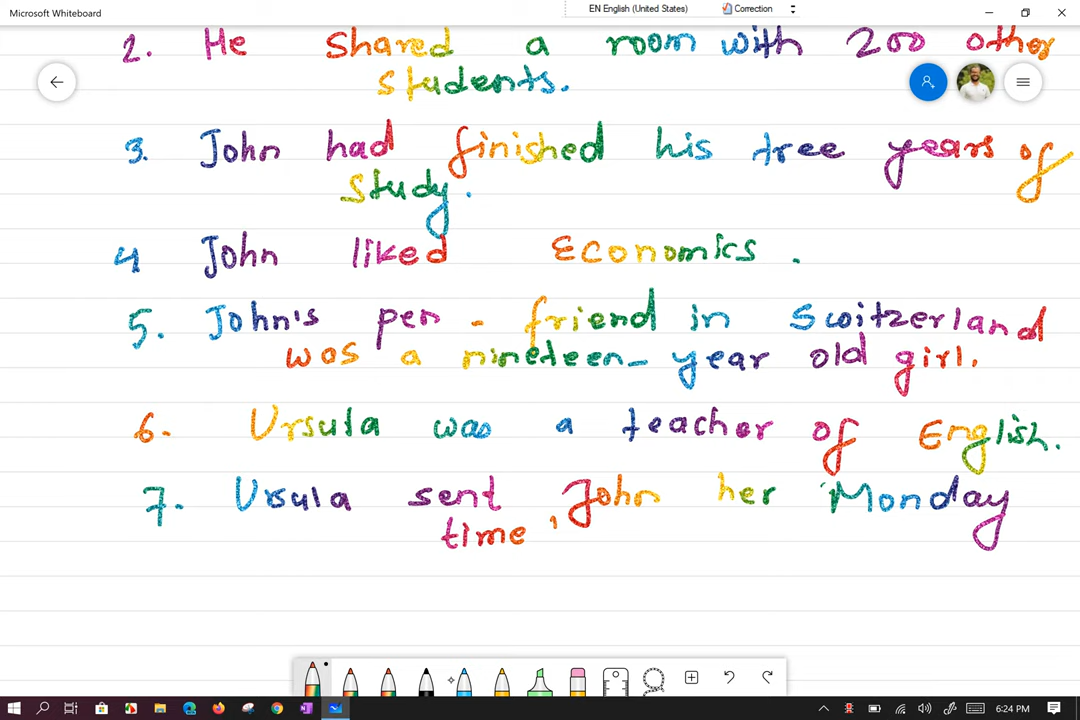 Microsoft Whiteboard
EN English (United States)
Correction
2. He shared a room with 200 other
students.
3. John had finished his tree years of
study.
4 John liked Economics.
5. John's pen - friend in Switzerland
was a nineteen- year old girl.
6. Ursula was a teacher of English.
7. Ursula sent John her Monday
time,
6:24 PM